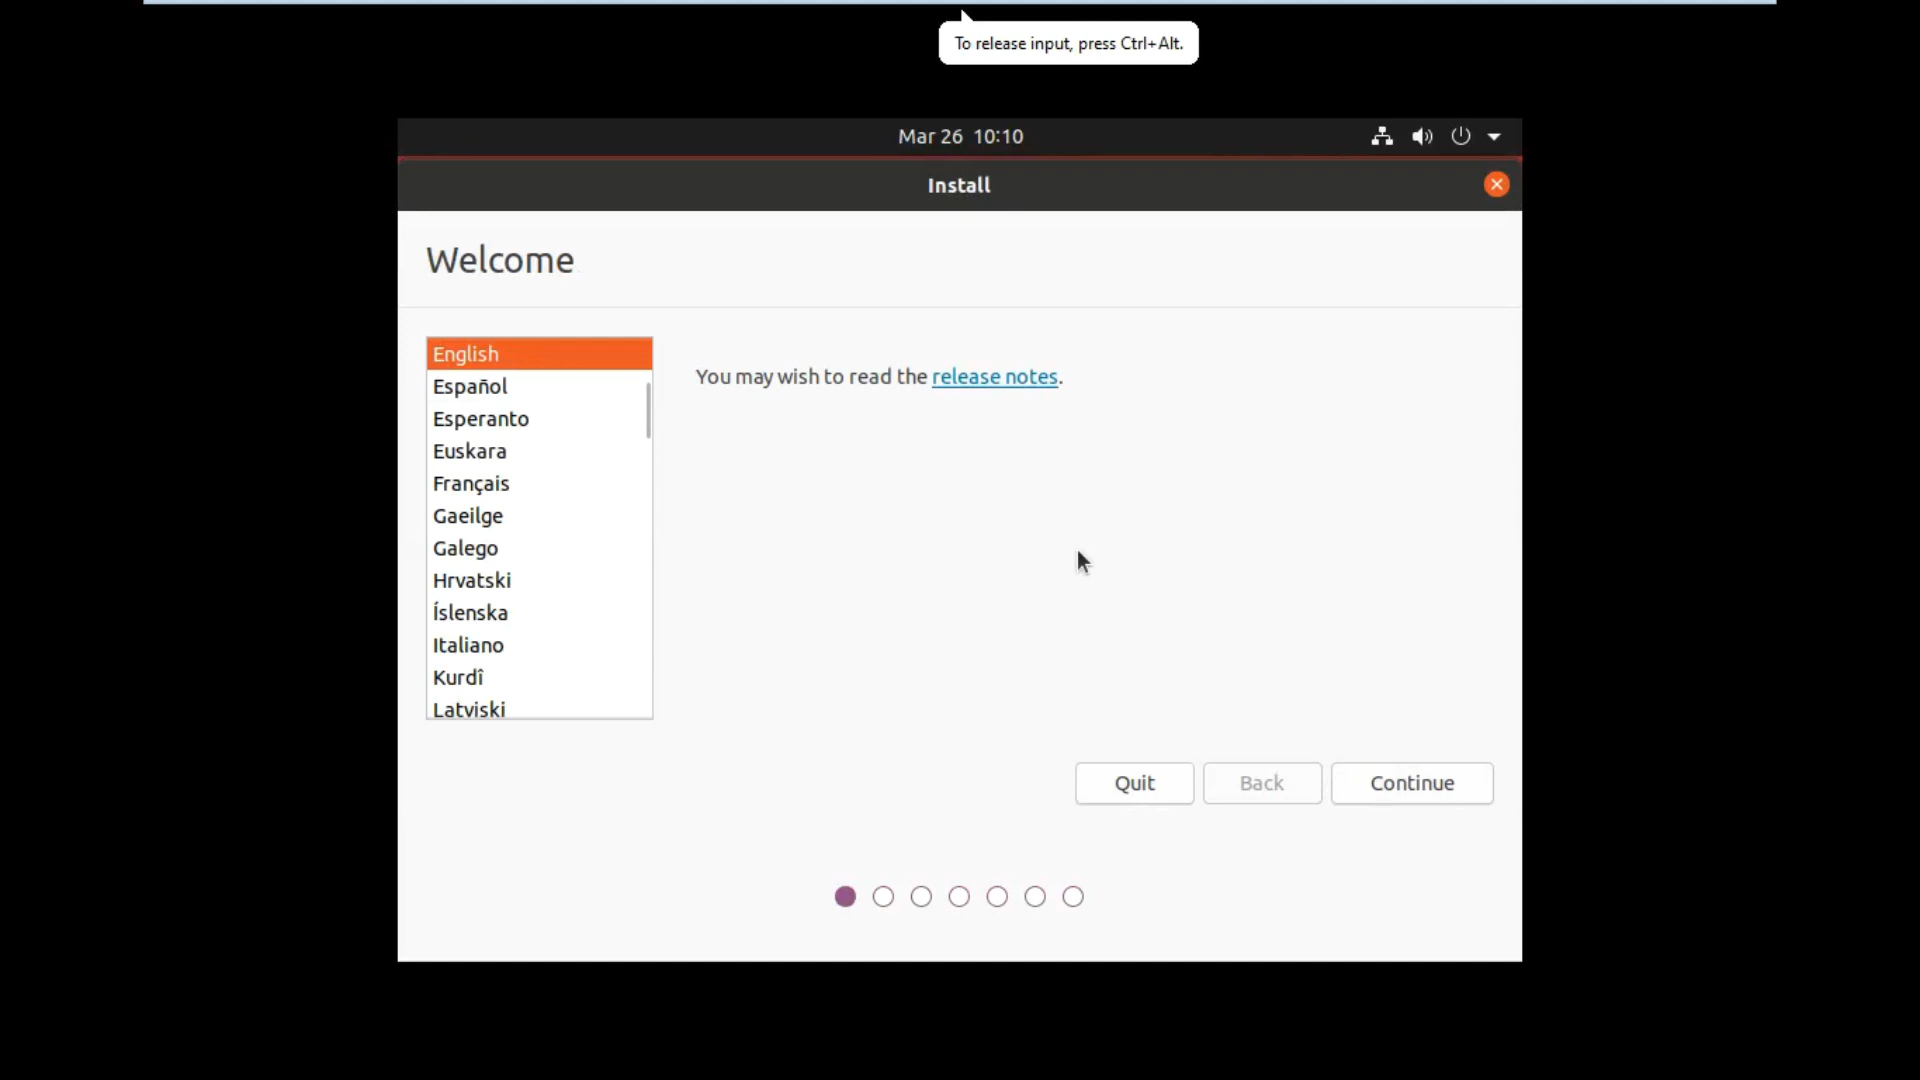 To release input, press Ctrl+Alt.
Mar 26 10:10
Install
Welcome
English
Español
Esperanto
Euskara
Français
Gaeilge
Galego
Hrvatski
Íslenska
Italiano
Kurdî
Latviski
You may wish to read the release notes.
Quit
Back
Continue